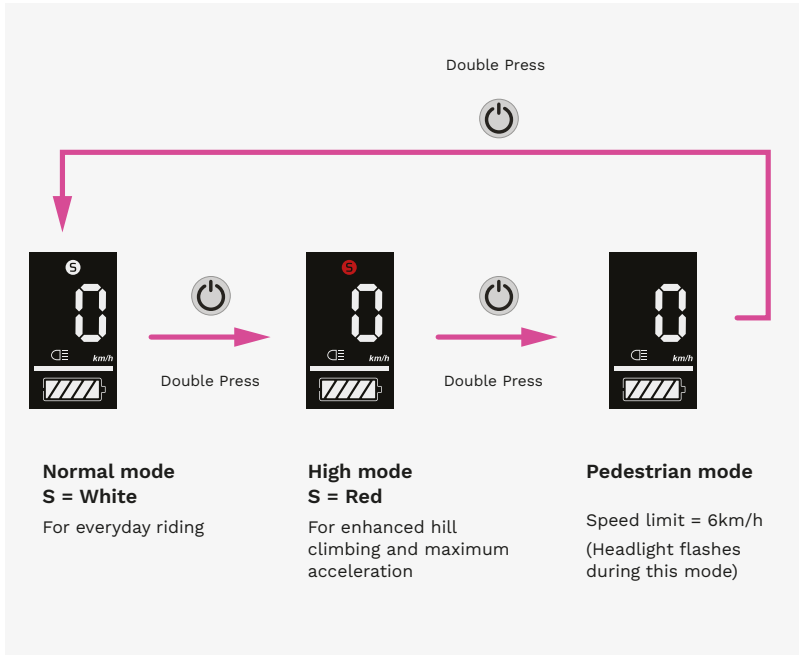 Double Press
S
0
km/h
Double Press
S
0
km/h
Double Press
0
km/h
Normal mode
S = White
For everyday riding
High mode
S = Red
For enhanced hill
climbing and maximum
acceleration
Pedestrian mode
Speed limit = 6km/h
(Headlight flashes
during this mode)